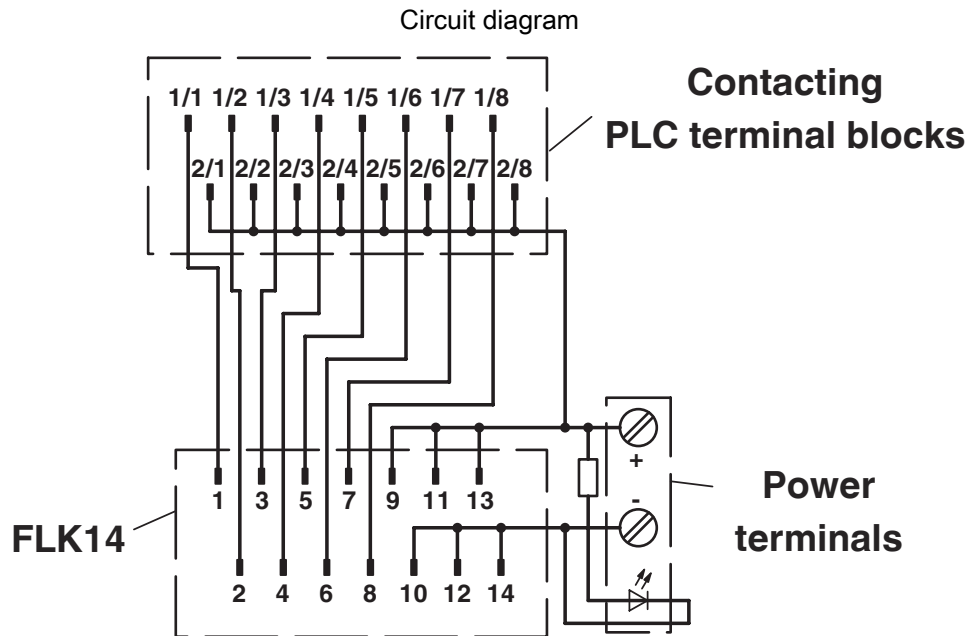 Circuit diagram
1/1 1/2 1/3 1/4 1/5 1/6 1/7 1/8
2/1 2/2 2/3 2/4 2/5 2/6 2/7 2/8
Contacting
PLC terminal blocks
+
-
Power
terminals
FLK14
1 3 5 7 9 11 13
2 4 6 8 10 12 14